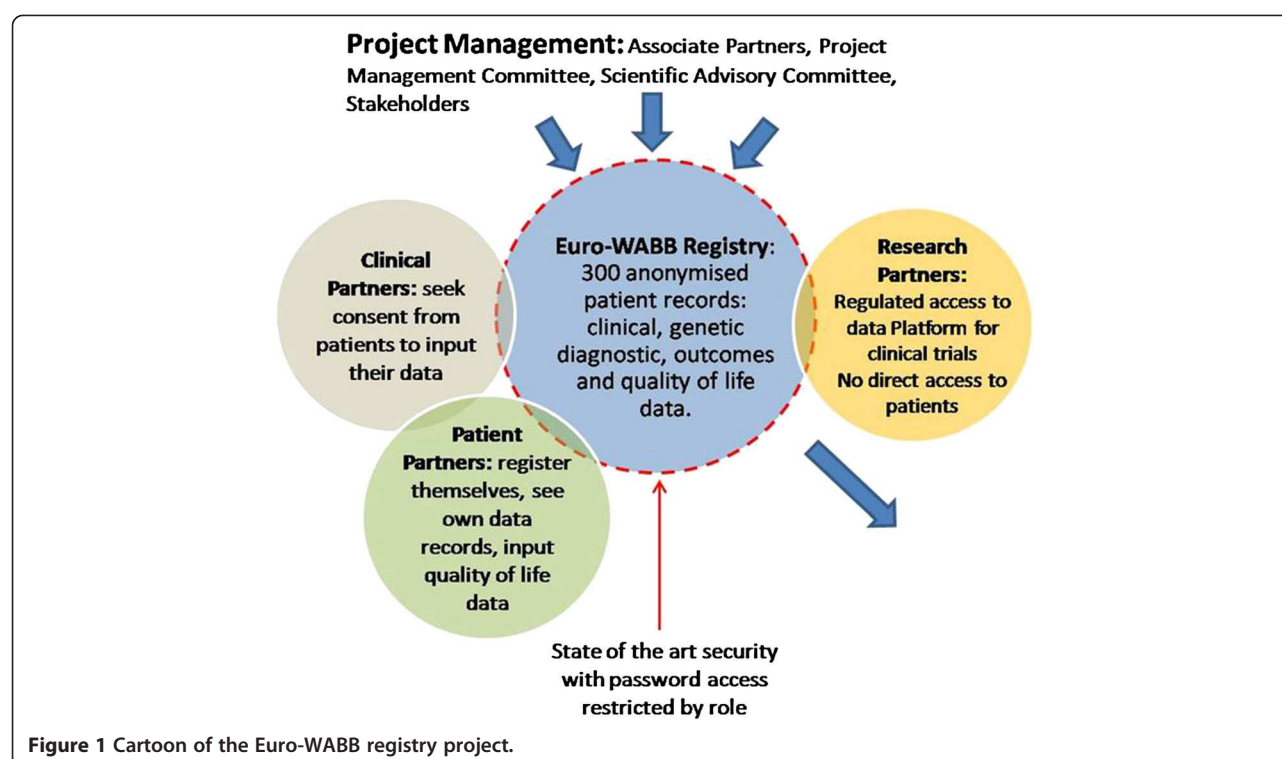 Project Management: Associate Partners, Project
Management Committee, Scientific Advisory Committee,
Stakeholders
Clinical
Partners: seek
consent from
patients to input
their data
Euro-WABB Registry:
300 anonymised
patient records:
clinical, genetic
diagnostic, outcomes
and quality of life
data.
Research
Partners:
Regulated access to
data Platform for
clinical trials
No direct access to
patients
Patient
Partners: register
themselves, see
own data
records, input
quality of life
data
State of the art security
with password access
restricted by role
Figure 1 Cartoon of the Euro-WABB registry project.